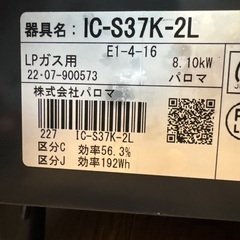 器具名：IC-S37K-2L
E1-4-16
LPガス用 8.10kW
22・07-900573 パロマ
株式会社パロマ
227 IC-S37K-2L
区分C 効率56.3%
区分J 効率192Wh